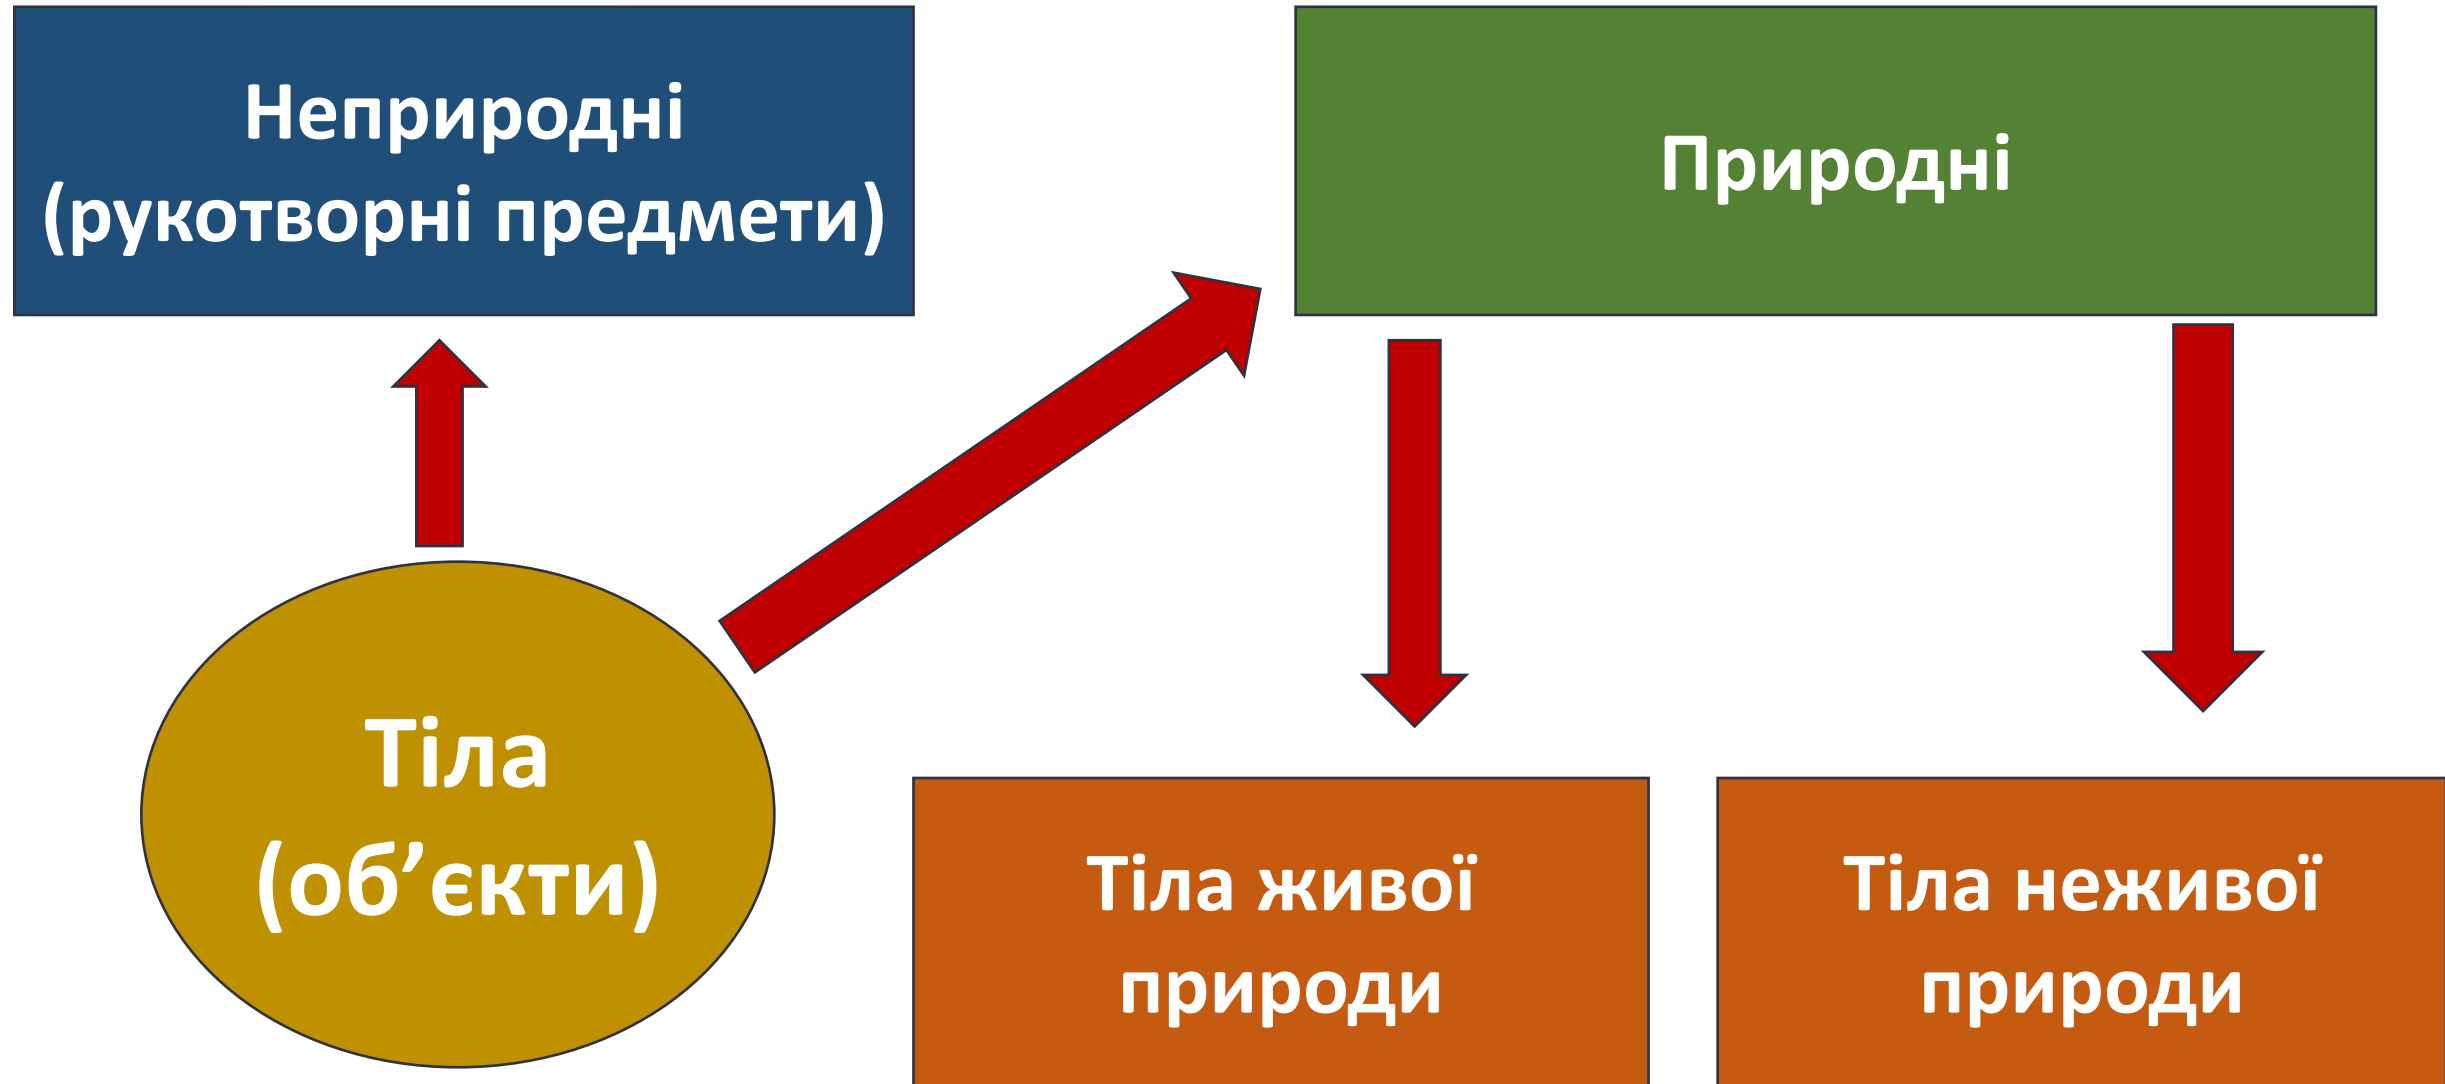 Неприродні
(рукотворні предмети)
Природні
Тіла
(об’єкти)
Тіла живої
природи
Тіла неживої
природи